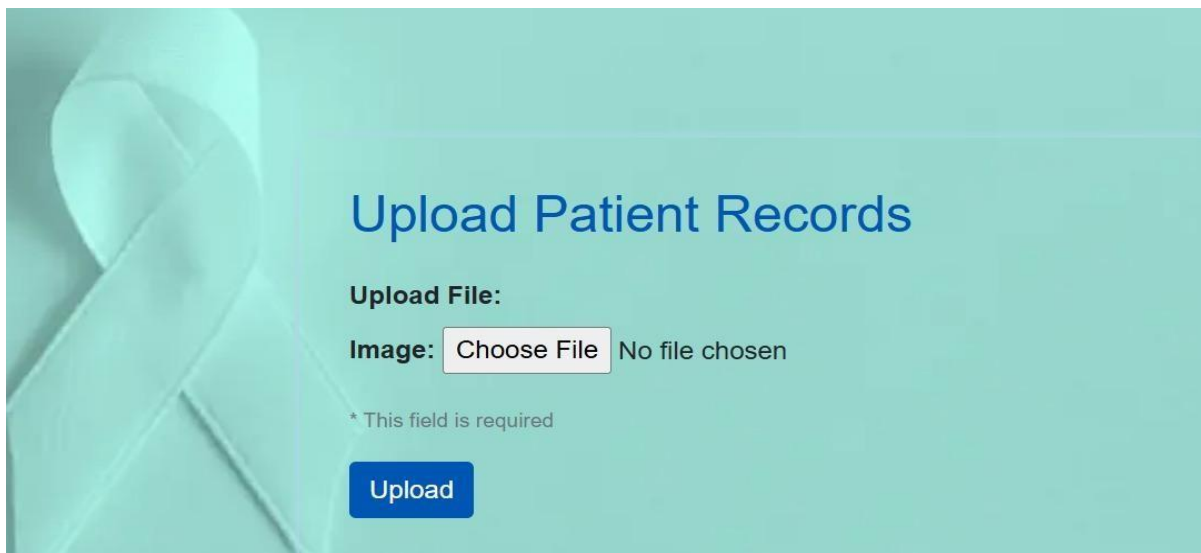 Upload Patient Records
Upload File:
Image: Choose File No file chosen
* This field is required
Upload